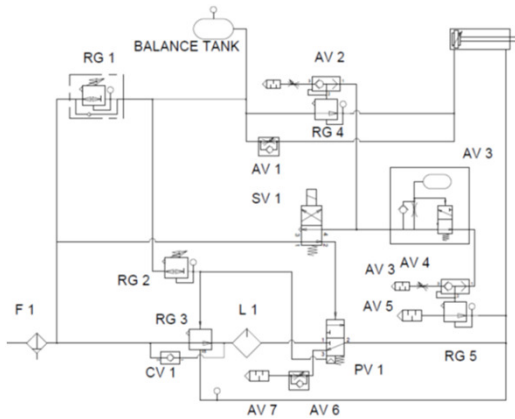 BALANCE TANK
RG 1
AV 2
RG 4
AV 1
AV 3
SV 1
RG 2
AV 3 AV 4
F 1
RG 3
L 1
AV 5
CV 1
PV 1
RG 5
AV 7 AV 6